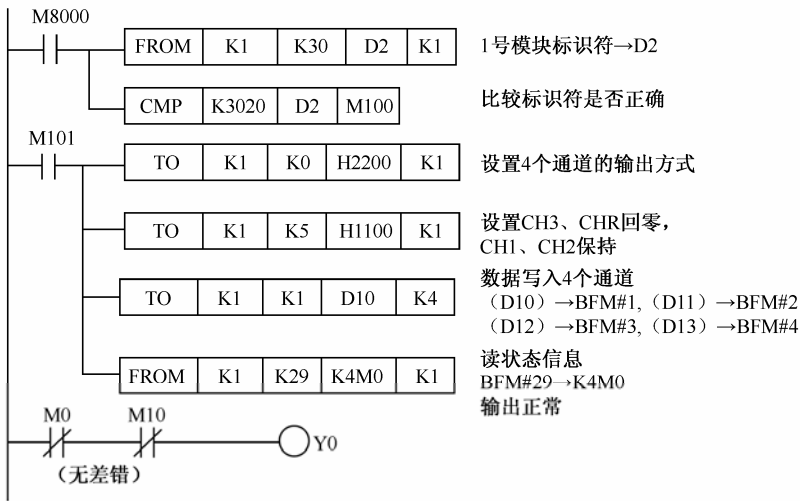 M8000
FROM K1 K30 D2 K1 1号模块标识符→D2
CMP K3020 D2 M100 比较标识符是否正确
M101
TO K1 K0 H2200 K1 设置4个通道的输出方式
TO K1 K5 H1100 K1 设置CH3、CHR回零，
CH1、CH2保持
TO K1 K1 D10 K4 数据写入4个通道
（D10）→BFM#1,（D11）→BFM#2
（D12）→BFM#3,（D13）→BFM#4
FROM K1 K29 K4M0 K1 读状态信息
BFM#29→K4M0
输出正常
M0 M10
Y0
（无差错）